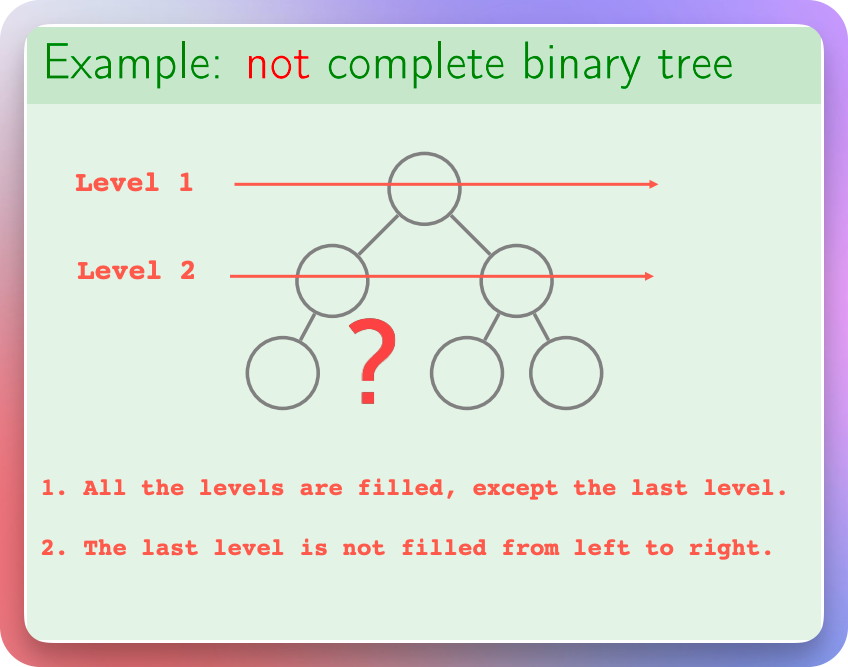 Example: not complete binary tree
Level 1
Level 2
?
1. All the levels are filled, except the last level.
2. The last level is not filled from left to right.